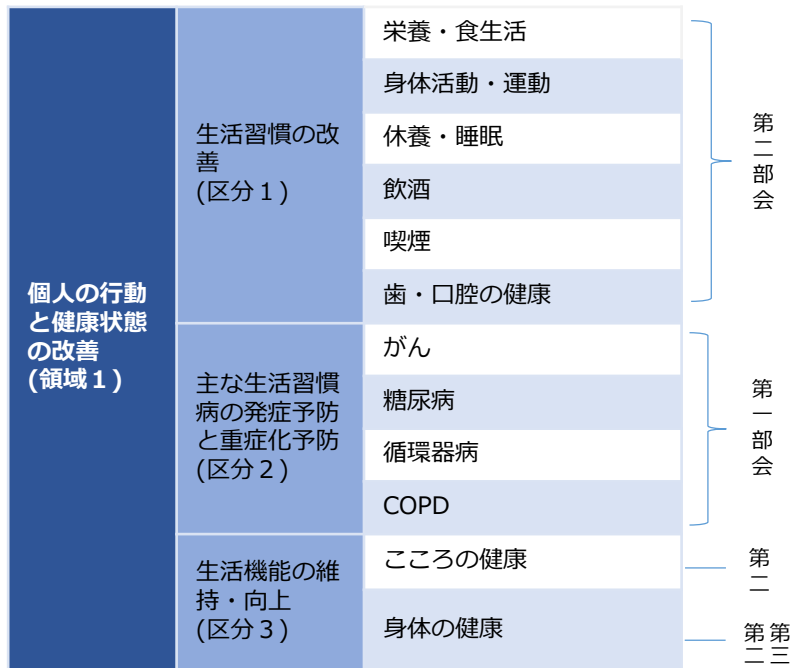 個人の行動
と健康状態
の改善
(領域１)
生活習慣の改
善
(区分１)
栄養・食生活
身体活動・運動
休養・睡眠
飲酒
喫煙
歯・口腔の健康
第二部会
主な生活習慣
病の発症予防
と重症化予防
(区分２)
がん
糖尿病
循環器病
COPD
第一部会
生活機能の維
持・向上
(区分３)
こころの健康
第二
身体の健康
第二
第三